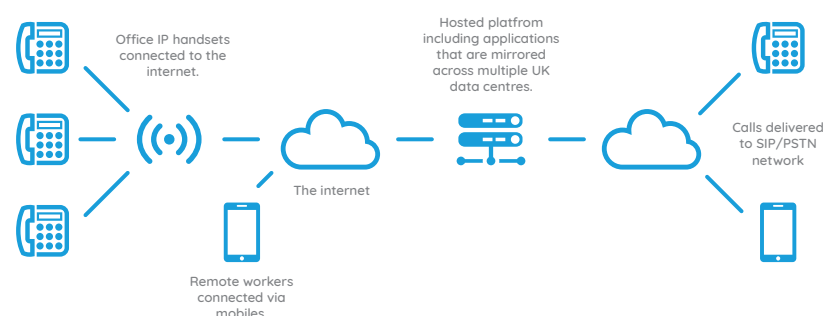 Office IP handsets
connected to the
internet.
Hosted platfrom
including applications
that are mirrored
across multiple UK
data centres.
Calls delivered
to SIP/PSTN
network
The internet
Remote workers
connected via
mobiles